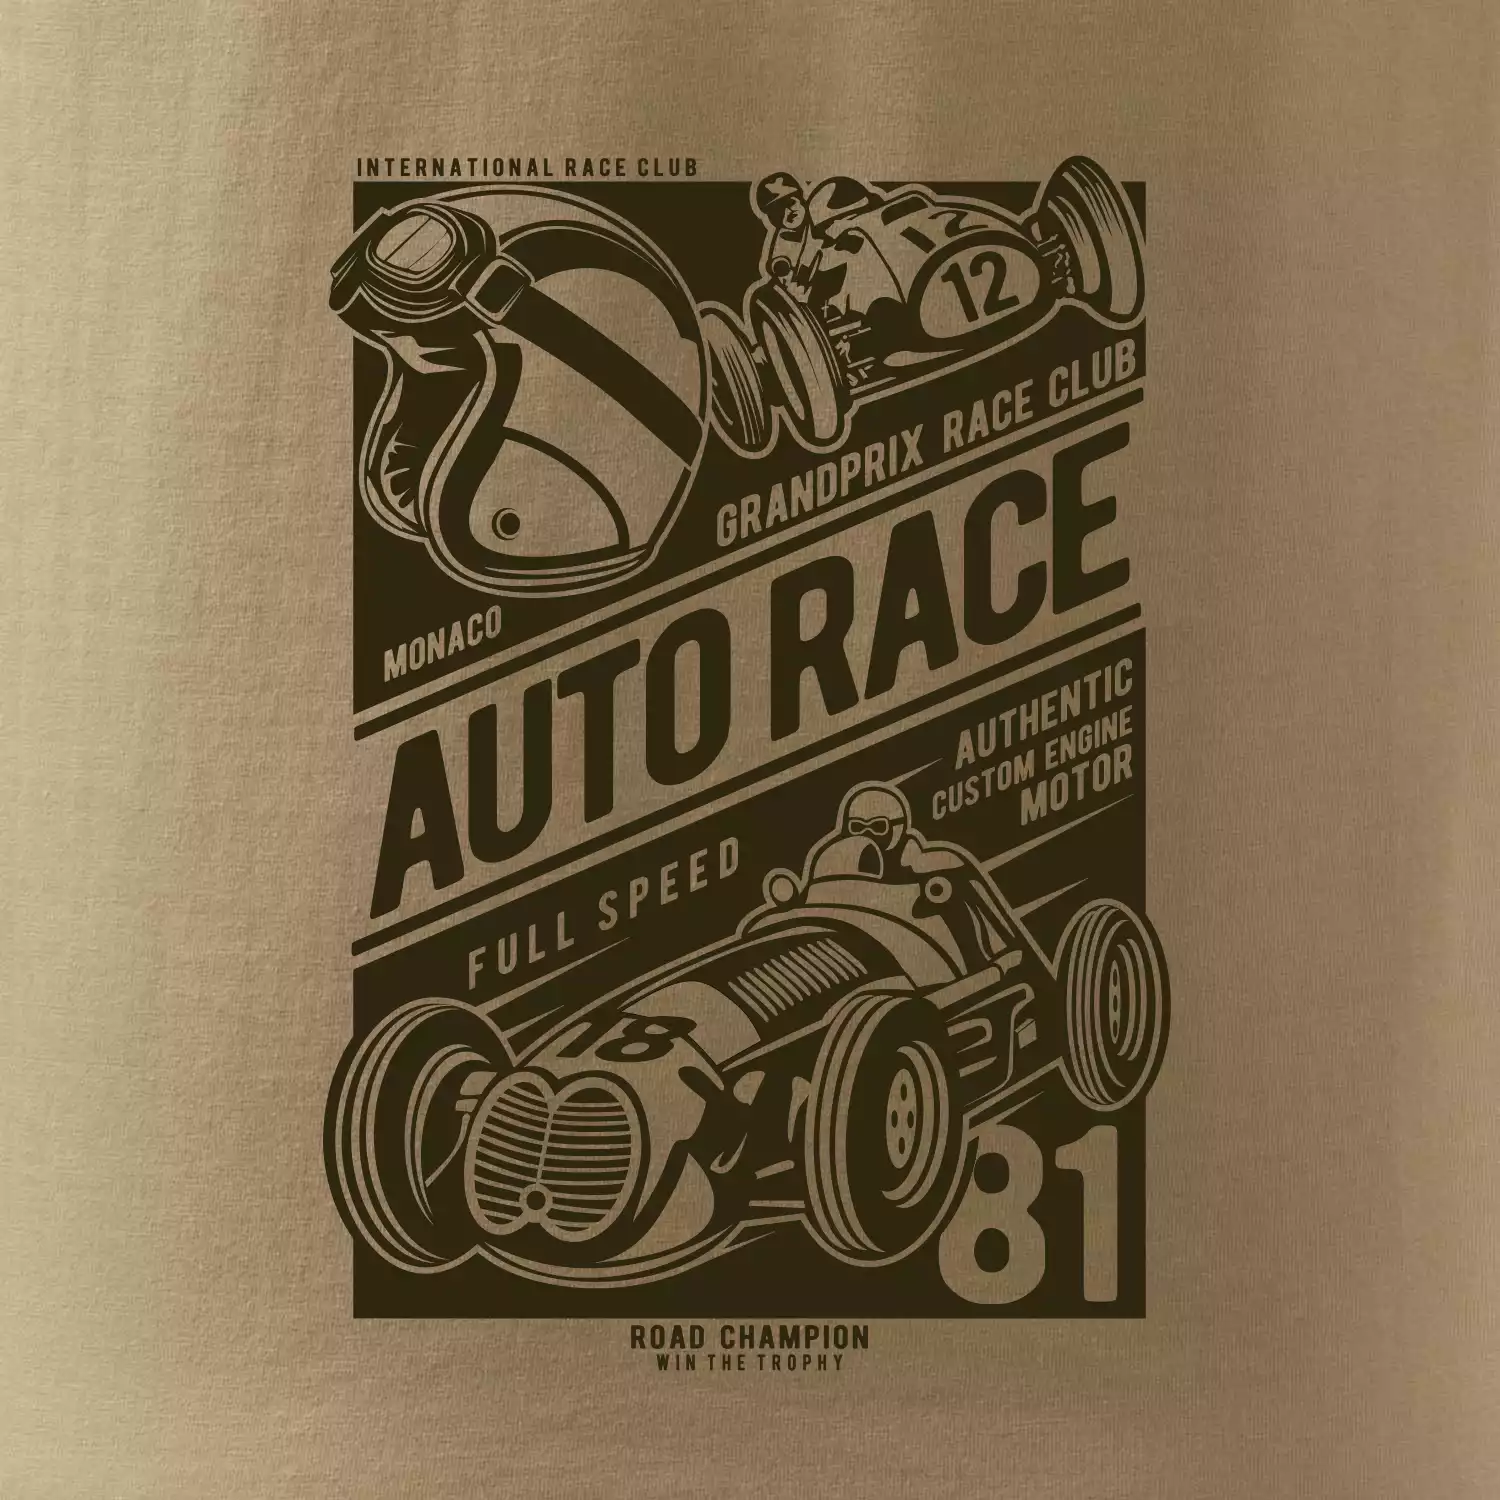 INTERNATIONAL RACE CLUB
12
12
GRANDPRIX RACE CLUB
MONACO
AUTO RACE
AUTHENTIC
CUSTOM ENGINE
MOTOR
FULL SPEED
18
81
ROAD CHAMPION
WIN THE TROPHY